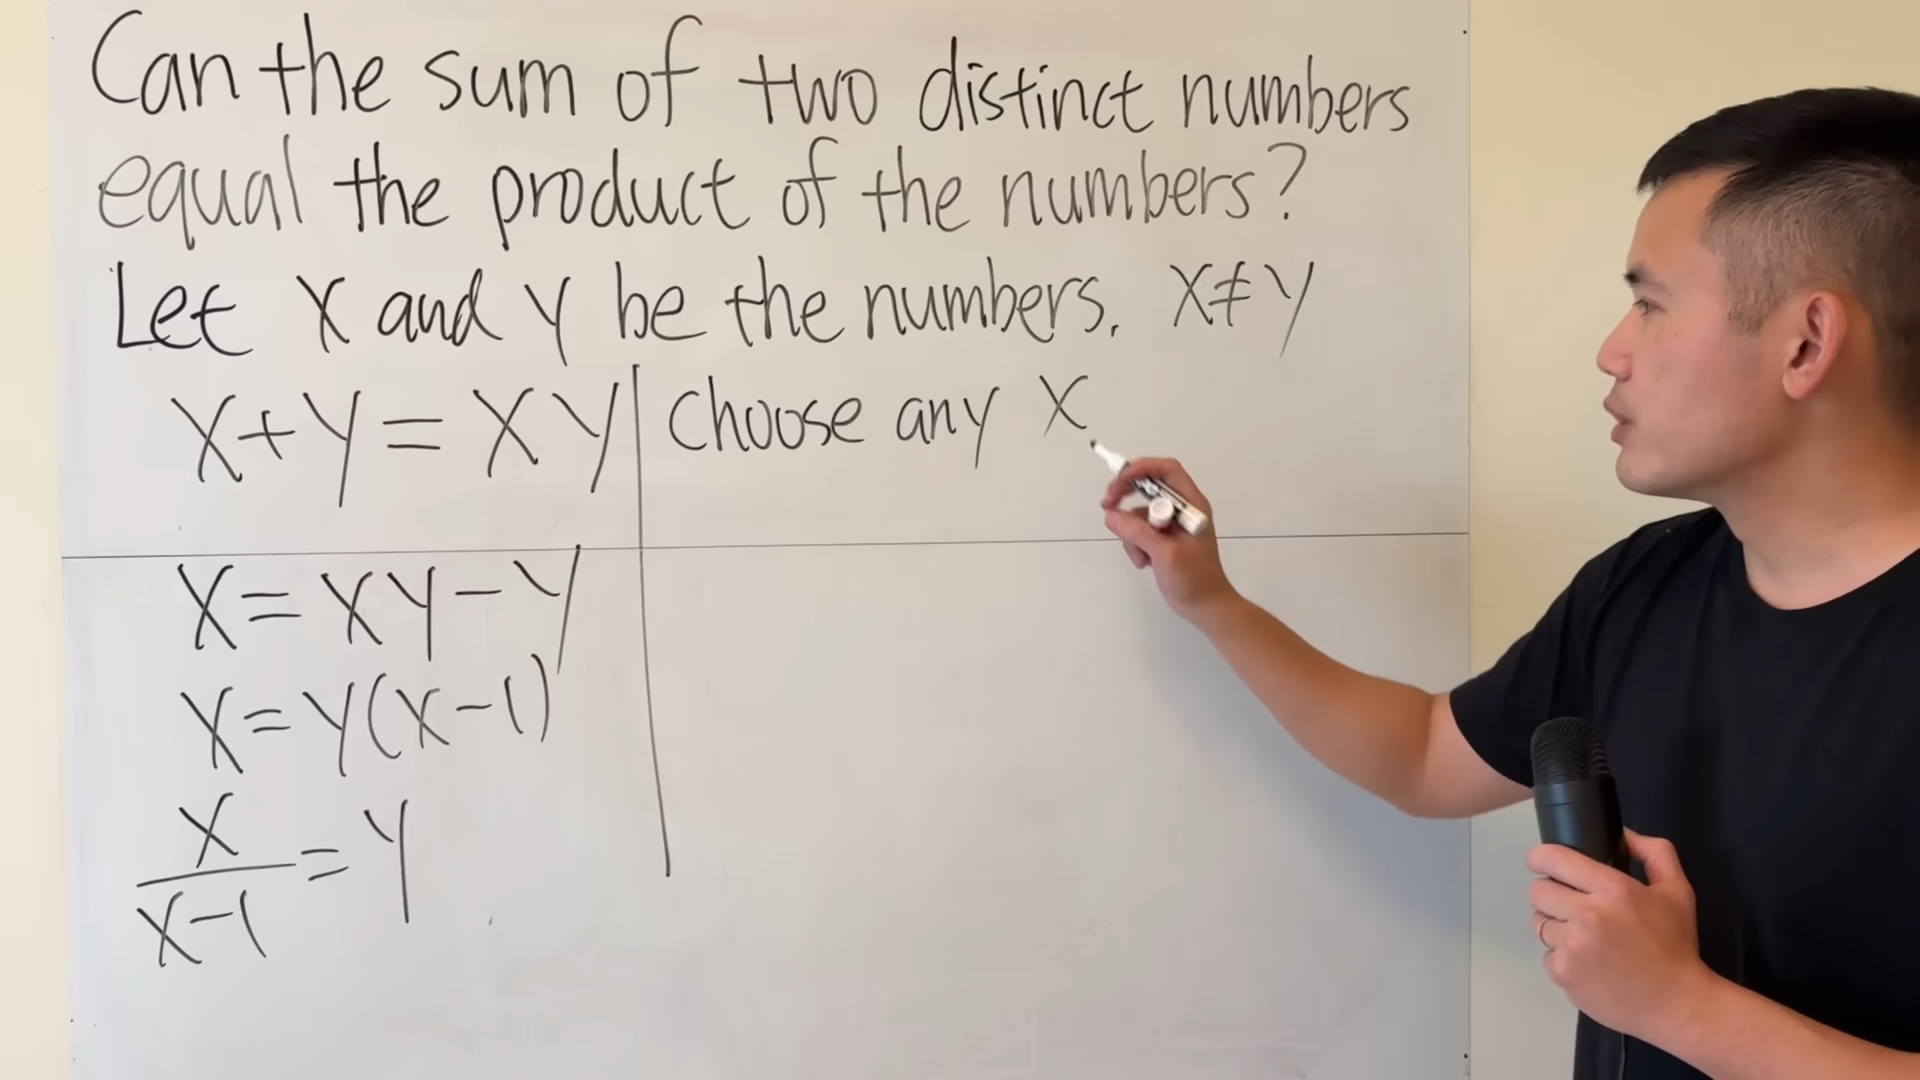 Can the sum of two distinct numbers
equal the product of the numbers?
Let X and Y be the numbers. X≠Y
X+Y=XY
Choose any X
X=XY-Y
X=Y(X-1)
X/X-1=Y